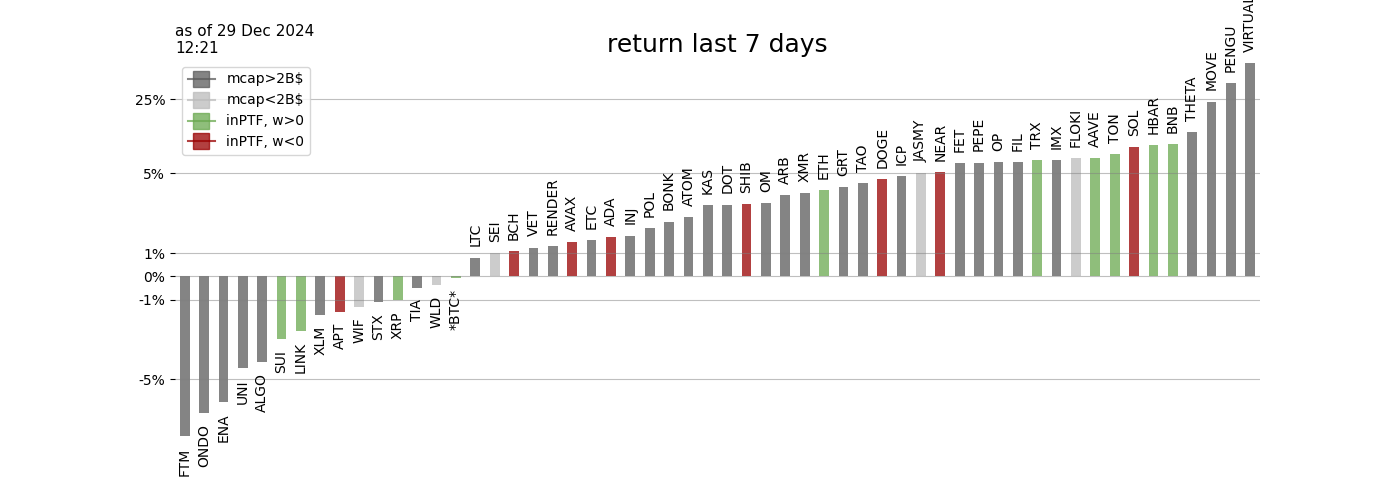 as of 29 Dec 2024
12:21
return last 7 days
mcap>2B$
mcap<2B$
inPTF, w>0
inPTF, w<0
25%
5%
1%
0%
-1%
-5%
FTM
ONDO
ENA
UNI
ALGO
SUI
LINK
XLM
APT
WIF
STX
XRP
TIA
WLD
*BTC*
LTC
SEI
BCH
VET
RENDER
AVAX
ETC
ADA
INJ
POL
BONK
ATOM
KAS
DOT
SHIB
OM
ARB
XMR
ETH
GRT
TAO
DOGE
ICP
JASMY
NEAR
FET
PEPE
OP
FIL
TRX
IMX
FLOKI
AAVE
TON
SOL
HBAR
BNB
THETA
MOVE
PENGU
VIRTUAL